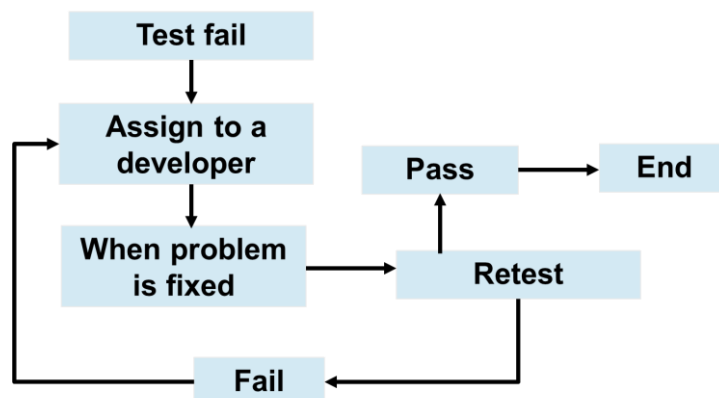 Test fail
Assign to a
developer
When problem
is fixed
Retest
Pass
End
Fail